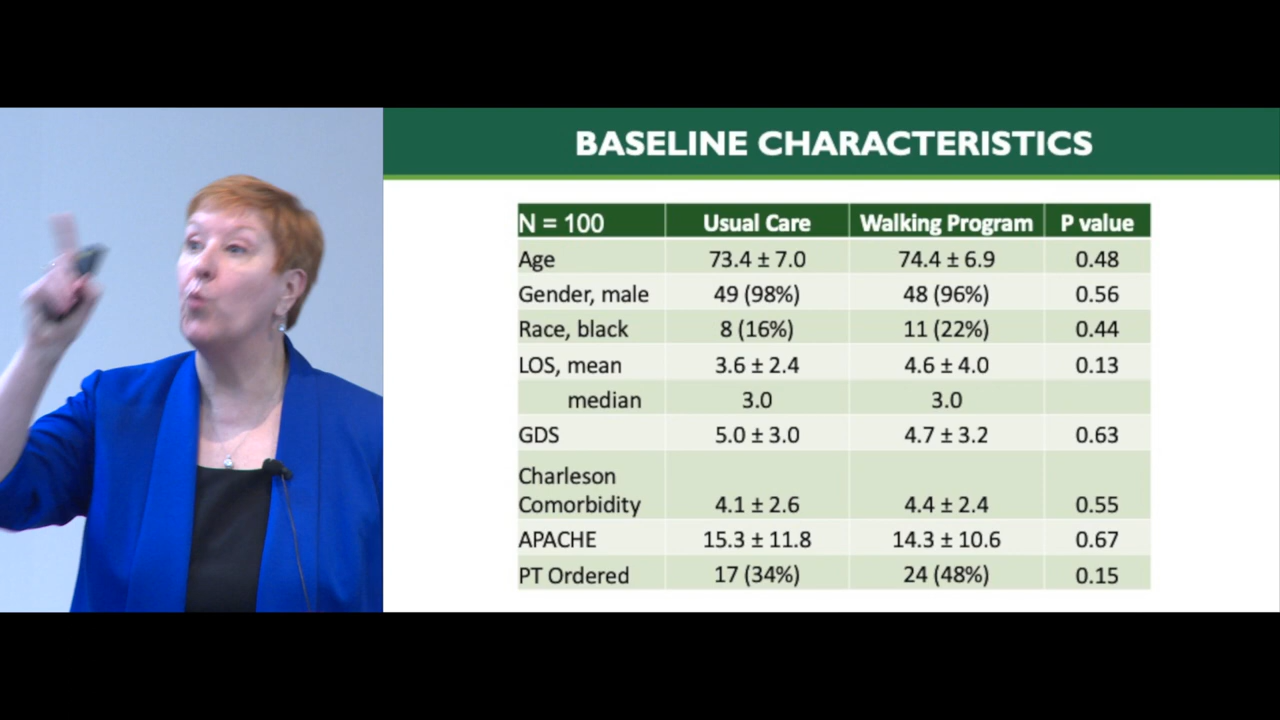 BASELINE CHARACTERISTICS
N = 100 Usual Care Walking Program P value
Age 73.4 ± 7.0 74.4 ± 6.9 0.48
Gender, male 49 (98%) 48 (96%) 0.56
Race, black 8 (16%) 11 (22%) 0.44
LOS, mean 3.6 ± 2.4 4.6 ± 4.0 0.13
median 3.0 3.0
GDS 5.0 ± 3.0 4.7 ± 3.2 0.63
Charleson
Comorbidity 4.1 ± 2.6 4.4 ± 2.4 0.55
APACHE 15.3 ± 11.8 14.3 ± 10.6 0.67
PT Ordered 17 (34%) 24 (48%) 0.15